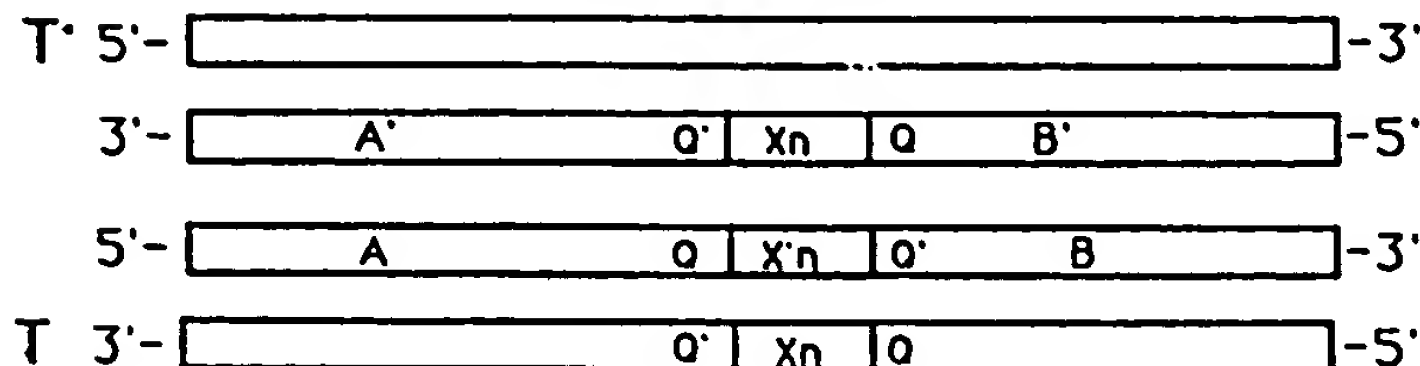 T' 5'- -3'
3'- A' Q' Xn Q B' -5'
5'- A Q X'n Q' B -3'
T 3'- Q' Xn Q -5'